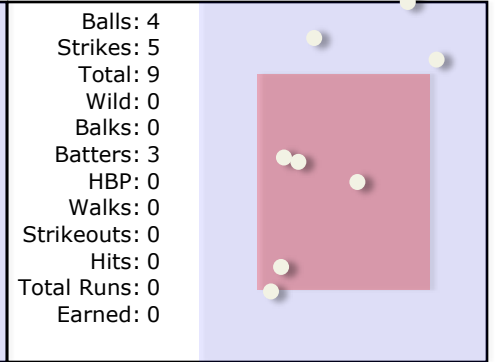 Balls: 4
Strikes: 5
Total: 9
Wild: 0
Balks: 0
Batters: 3
HBP: 0
Walks: 0
Strikeouts: 0
Hits: 0
Total Runs: 0
Earned: 0